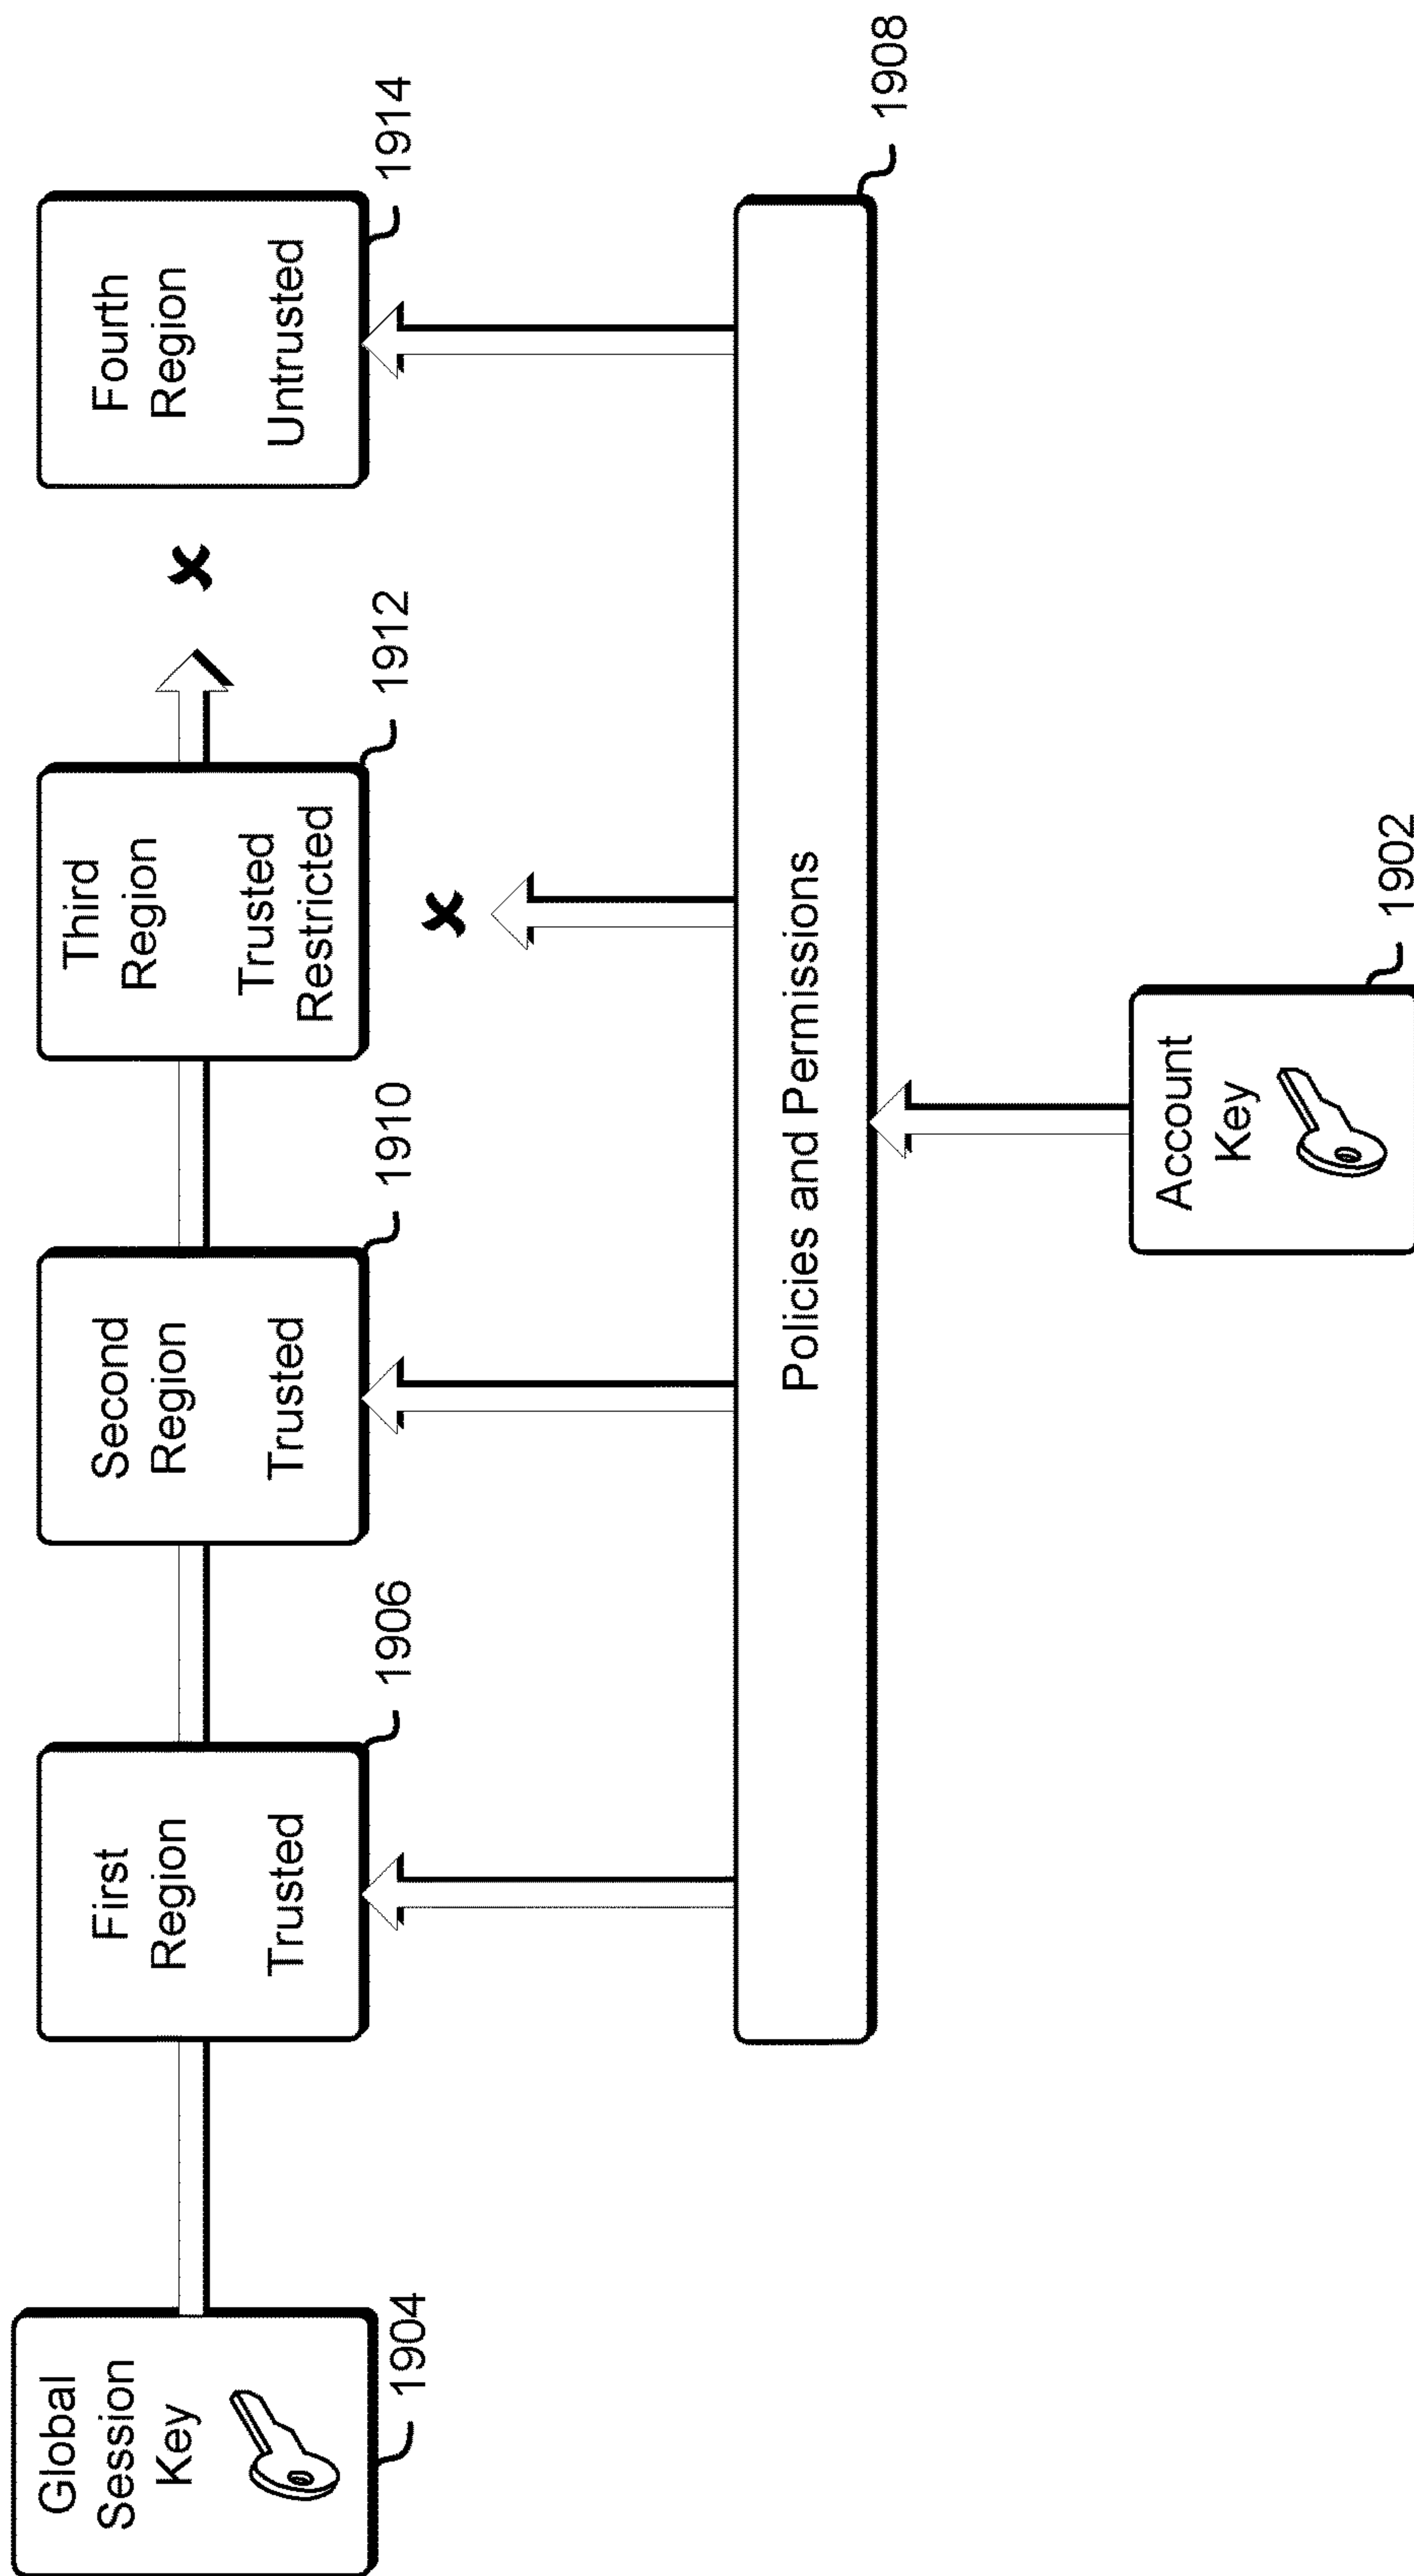 Global
Session
Key
1904
First
Region
Trusted
1906
Second
Region
Trusted
1910
Third
Region
Trusted
Restricted
1912
Fourth
Region
Untrusted
1914
Policies and Permissions
1908
Account
Key
1902